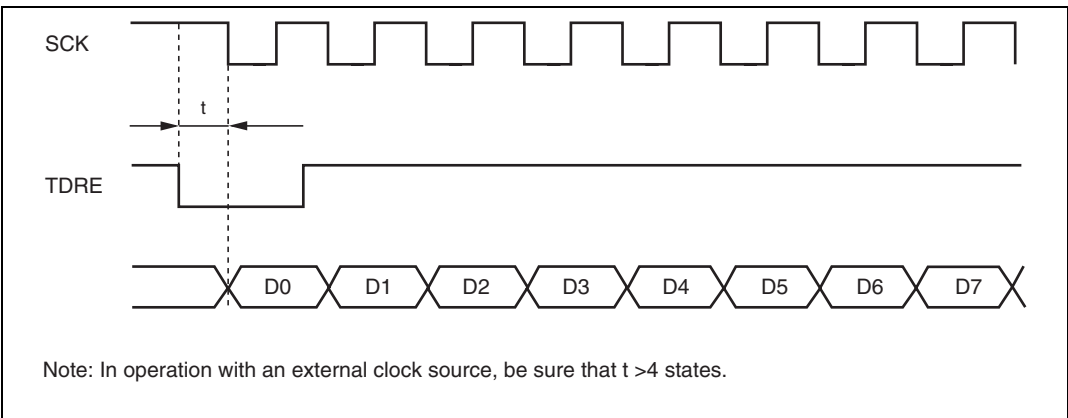 SCK
t
TDRE
D0 D1 D2 D3 D4 D5 D6 D7
Note: In operation with an external clock source, be sure that t >4 states.